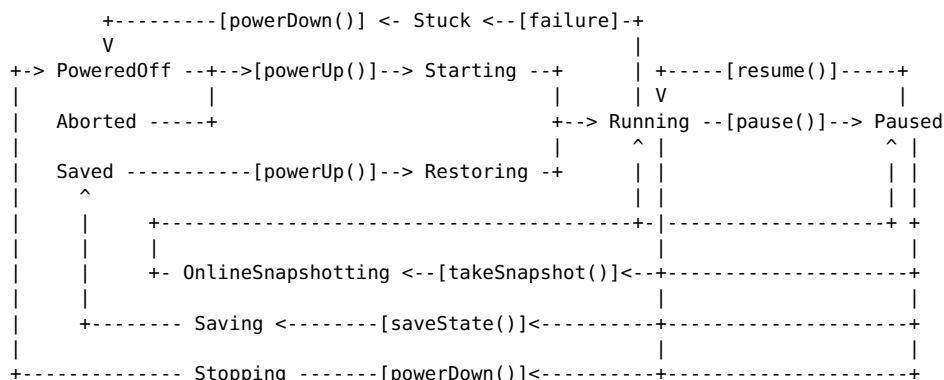 +---------[powerDown()] <- Stuck <--[failure]-+
V |
+-> PoweredOff --+-->[powerUp()]--> Starting --+ | +-----[resume()]-----+
| | | | V |
| Aborted -----+ +--> Running --[pause()]--> Paused
| | ^ | ^ |
| Saved -----------[powerUp()]--> Restoring -+ | | | |
| ^ | | | |
| | +-----------------------------------------+-|-------------------+ +
| | | | |
| | +- OnlineSnapshotting <--[takeSnapshot()]<--+---------------------+
| | | |
| +-------- Saving <--------[saveState()]<----------+---------------------+
| | |
+-------------- Stopping -------[powerDown()]<----------+---------------------+